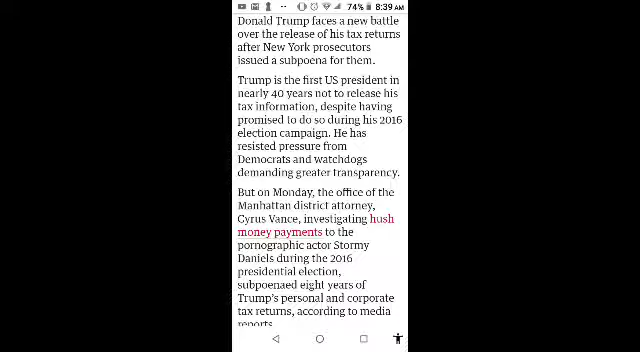 74% 8:39 AM
Donald Trump faces a new battle
over the release of his tax returns
after New York prosecutors
issued a subpoena for them.
Trump is the first US president in
nearly 40 years not to release his
tax information, despite having
promised to do so during his 2016
election campaign. He has
resisted pressure from
Democrats and watchdogs
demanding greater transparency.
But on Monday, the office of the
Manhattan district attorney,
Cyrus Vance, investigating hush
money payments to the
pornographic actor Stormy
Daniels during the 2016
presidential election,
subpoenaed eight years of
Trump's personal and corporate
tax returns, according to media
reports